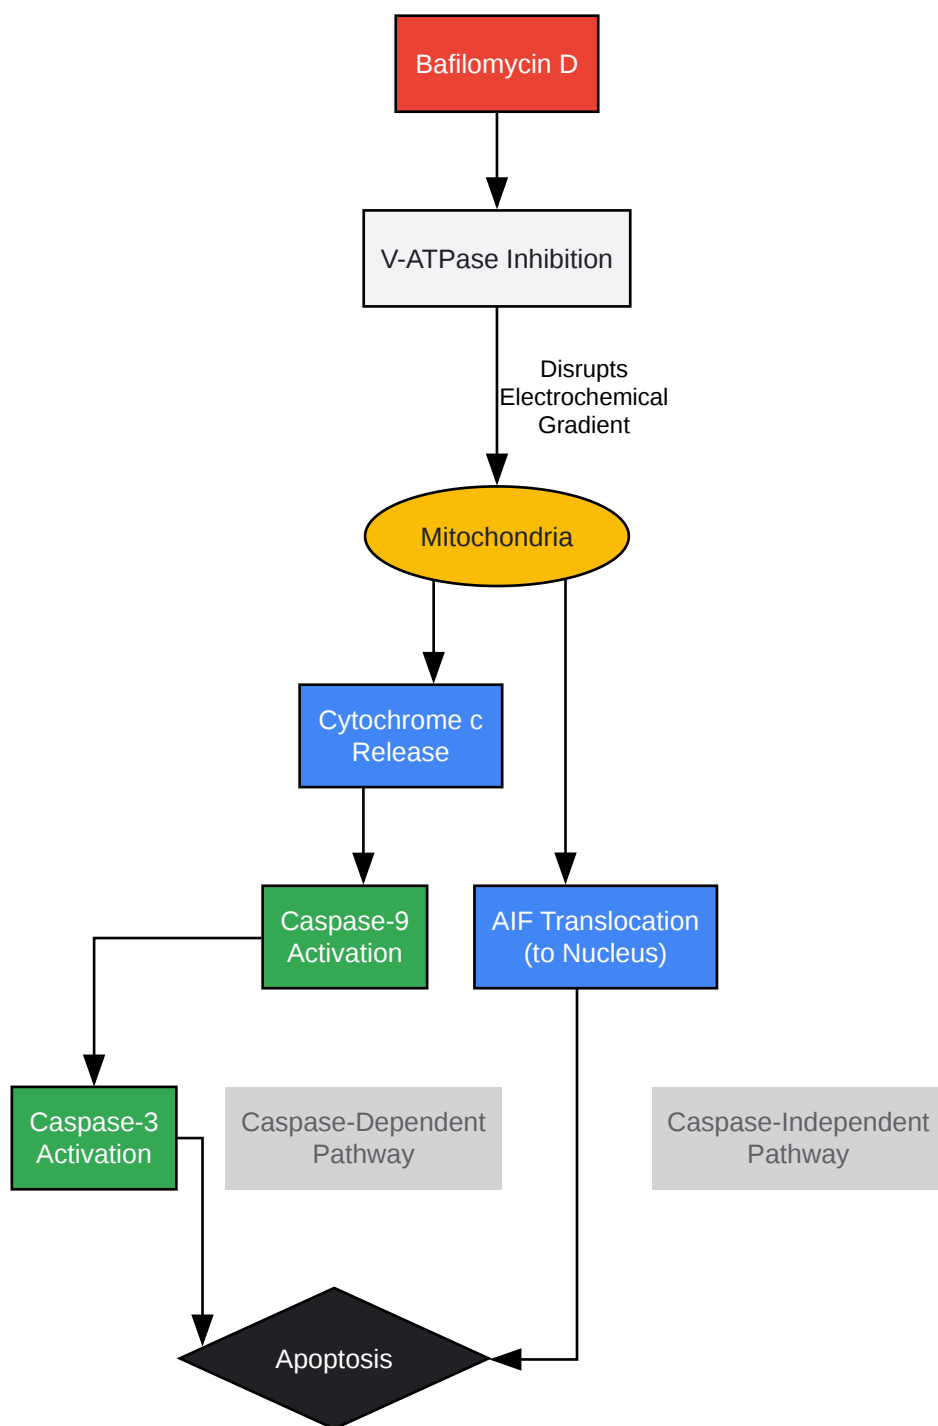 Bafilomycin D
V-ATPase Inhibition
Disrupts
Electrochemical
Gradient
Mitochondria
Cytochrome c
Release
Caspase-9
Activation
AIF Translocation
(to Nucleus)
Caspase-3
Activation
Caspase-Dependent
Pathway
Caspase-Independent
Pathway
Apoptosis